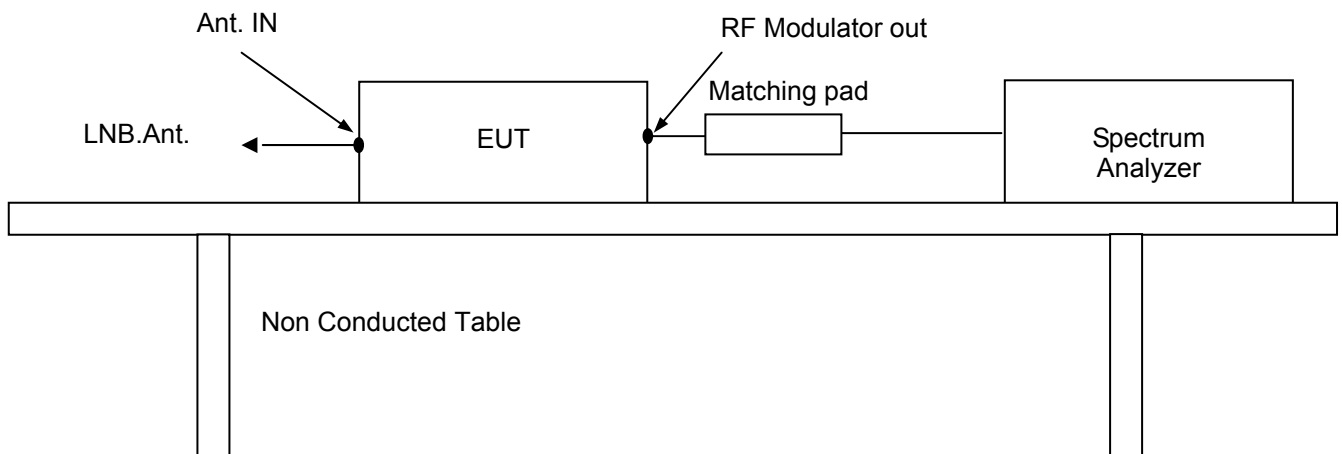 Ant. IN
RF Modulator out
Matching pad
LNB.Ant.
EUT
Spectrum
Analyzer
Non Conducted Table